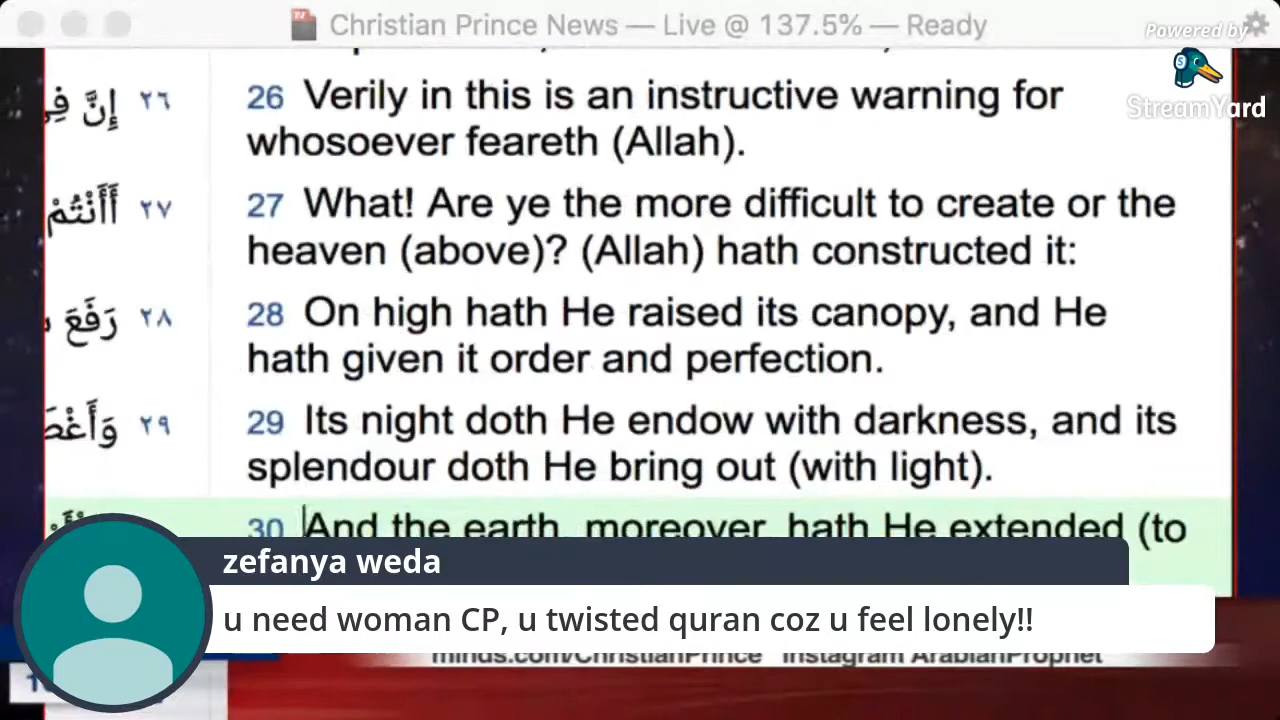 Christian Prince News — Live @ 137.5% — Ready
Powered by
StreamYard
26 Verily in this is an instructive warning for
whosoever feareth (Allah).
٢٦ إِنَّ فِي
27 What! Are ye the more difficult to create or the
heaven (above)? (Allah) hath constructed it:
٢٧ أَأَنْتُمْ
28 On high hath He raised its canopy, and He
hath given it order and perfection.
٢٨ رَفَعَ
29 Its night doth He endow with darkness, and its
splendour doth He bring out (with light).
٢٩
30 And the earth, moreover, hath He extended (to
zefanya weda
u need woman CP, u twisted quran coz u feel lonely!!
minds.com/ChristianPrince Instagram ArabianProphet